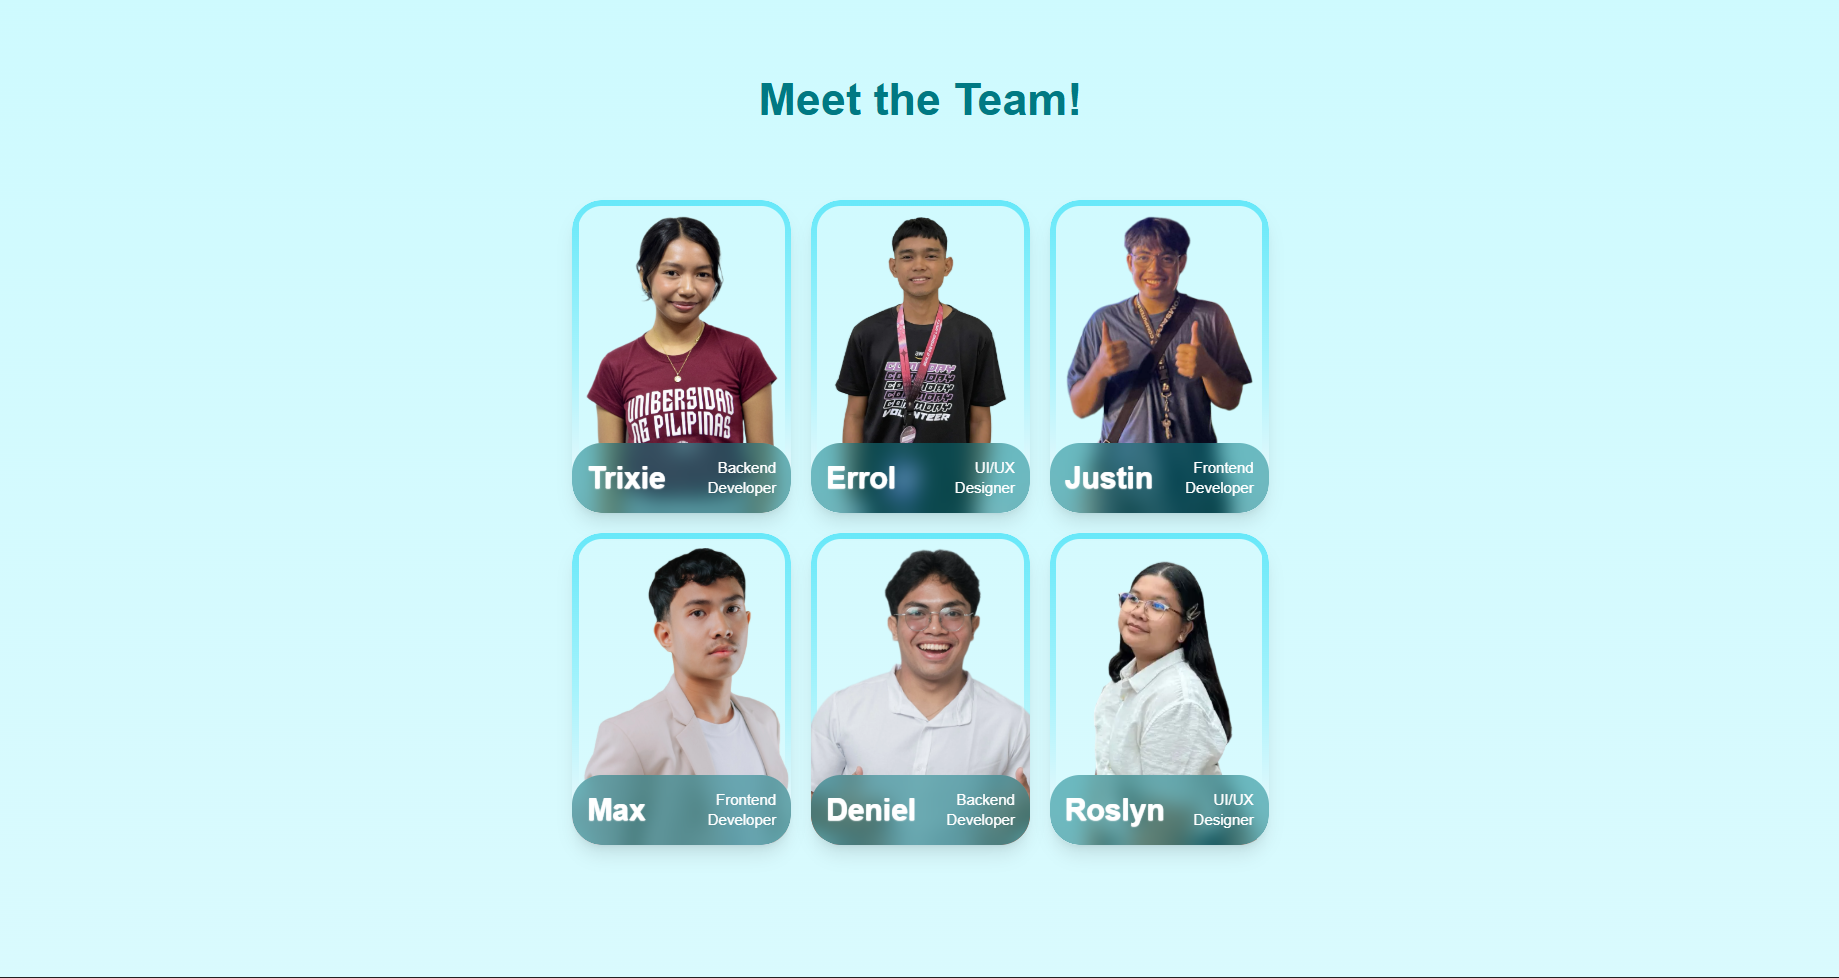 Meet the Team!
UNIBERSIDAD
NG PILIPINAS
Trixie
Backend
Developer
COMMDAY
VOLUNTEER
Errol
UI/UX
Designer
Justin
Frontend
Developer
Max
Frontend
Developer
Deniel
Backend
Developer
Roslyn
UI/UX
Designer